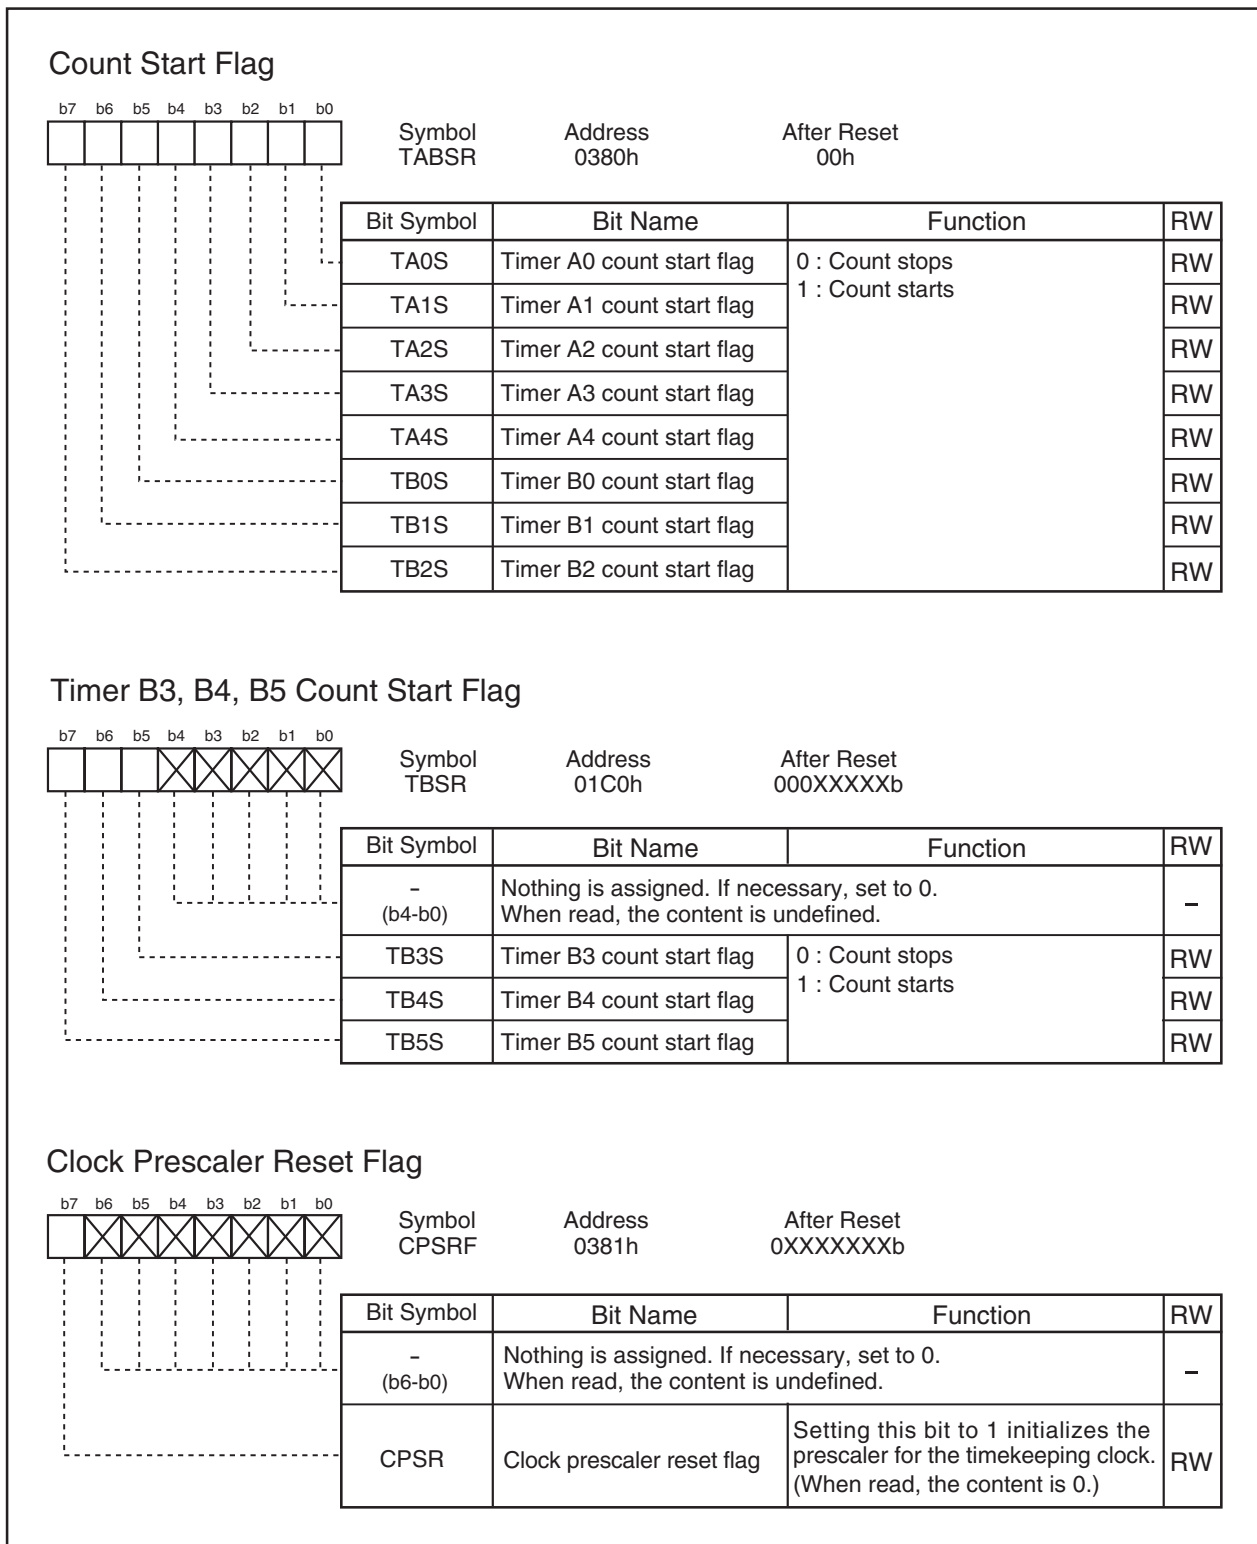 Count Start Flag
b7 b6 b5 b4 b3 b2 b1 b0
Symbol Address After Reset
TABSR 0380h 00h
Bit Symbol Bit Name Function RW
TA0S Timer A0 count start flag 0 : Count stops RW
1 : Count starts
TA1S Timer A1 count start flag RW
TA2S Timer A2 count start flag RW
TA3S Timer A3 count start flag RW
TA4S Timer A4 count start flag RW
TB0S Timer B0 count start flag RW
TB1S Timer B1 count start flag RW
TB2S Timer B2 count start flag RW
Timer B3, B4, B5 Count Start Flag
b7 b6 b5 b4 b3 b2 b1 b0
Symbol Address After Reset
TBSR 01C0h 000XXXXXb
Bit Symbol Bit Name Function RW
– Nothing is assigned. If necessary, set to 0.
(b4-b0) When read, the content is undefined. –
TB3S Timer B3 count start flag 0 : Count stops RW
1 : Count starts
TB4S Timer B4 count start flag RW
TB5S Timer B5 count start flag RW
Clock Prescaler Reset Flag
b7 b6 b5 b4 b3 b2 b1 b0
Symbol Address After Reset
CPSRF 0381h 0XXXXXXXb
Bit Symbol Bit Name Function RW
– Nothing is assigned. If necessary, set to 0.
(b6-b0) When read, the content is undefined. –
Setting this bit to 1 initializes the
CPSR Clock prescaler reset flag prescaler for the timekeeping clock. RW
(When read, the content is 0.)